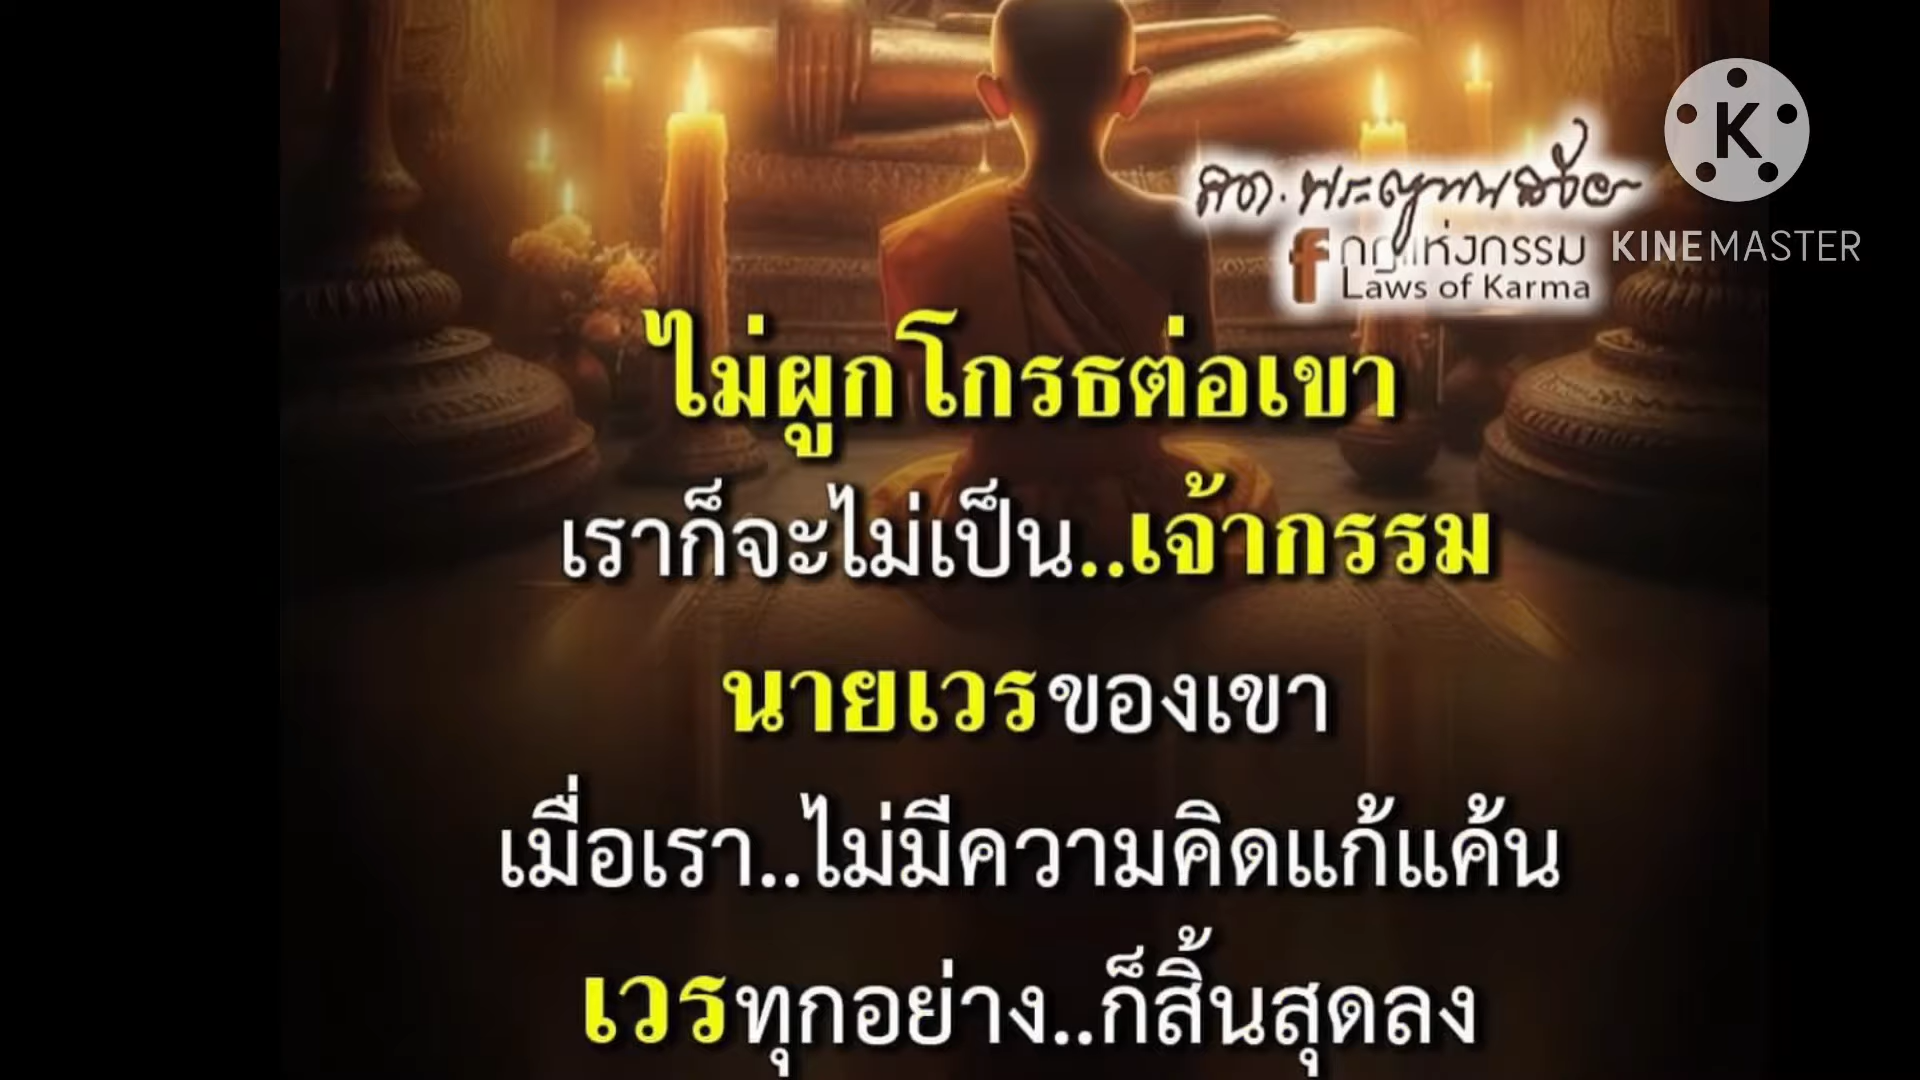 K
KINEMASTER
กฎแห่งกรรม
Laws of Karma
ไม่ผูกโกรธต่อเขา
เราก็จะไม่เป็น..เจ้ากรรม
นายเวรของเขา
เมื่อเรา..ไม่มีความคิดแก้แค้น
เวรทุกอย่าง..ก็สิ้นสุดลง